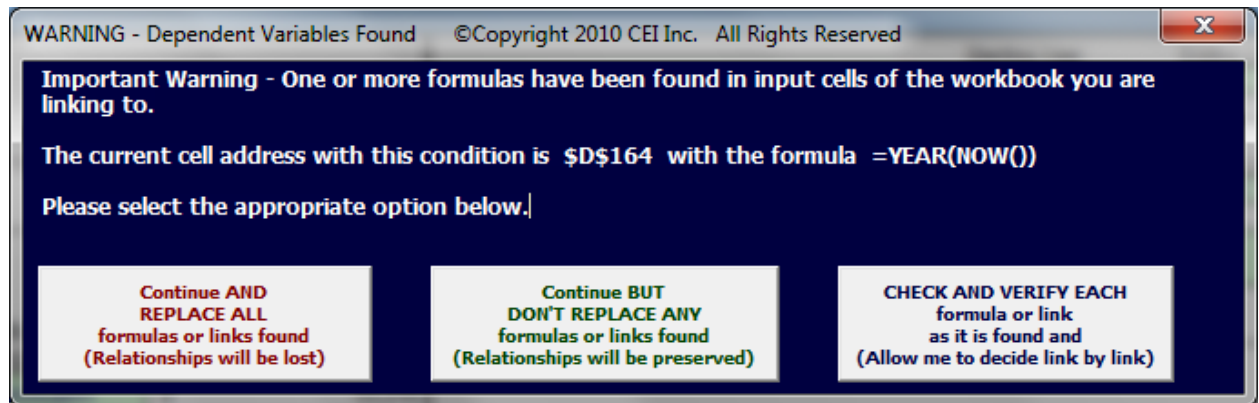 WARNING - Dependent Variables Found ©Copyright 2010 CEI Inc. All Rights Reserved
Important Warning - One or more formulas have been found in input cells of the workbook you are
linking to.
The current cell address with this condition is $D$164 with the formula =YEAR(NOW())
Please select the appropriate option below.
Continue AND
REPLACE ALL
formulas or links found
(Relationships will be lost)
Continue BUT
DON'T REPLACE ANY
formulas or links found
(Relationships will be preserved)
CHECK AND VERIFY EACH
formula or link
as it is found and
(Allow me to decide link by link)